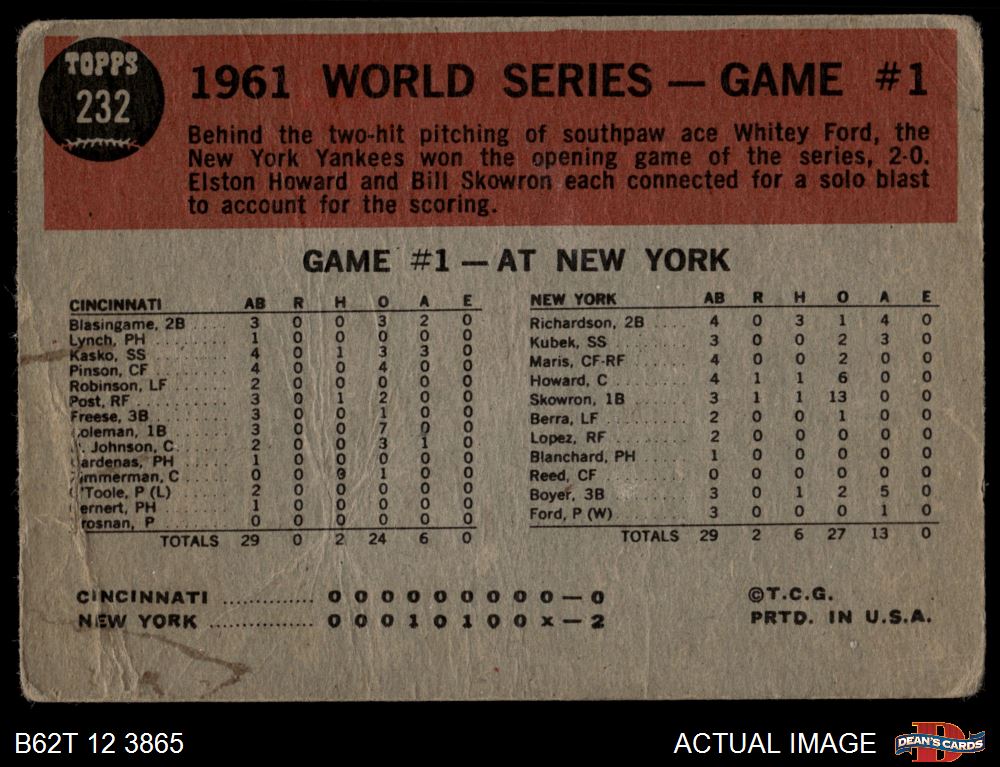 TOPPS
232
1961 WORLD SERIES — GAME #1
Behind the two-hit pitching of southpaw ace Whitey Ford, the
New York Yankees won the opening game of the series, 2-0.
Elston Howard and Bill Skowron each connected for a solo blast
to account for the scoring.
GAME #1 — AT NEW YORK
CINCINNATI AB R H O A E
Blasingame, 2B ..... 3 0 0 3 2 0
Lynch, PH .......... 1 0 0 0 0 0
Kasko, SS .......... 4 0 1 3 3 0
Pinson, CF ......... 4 0 0 4 0 0
Robinson, LF ....... 2 0 0 0 0 0
Post, RF ........... 3 0 1 2 0 0
Freese, 3B ......... 3 0 0 1 0 0
oleman, 1B ........ 3 0 0 7 0 0
. Johnson, C ....... 2 0 0 3 1 0
ardenas, PH ....... 1 0 0 0 0 0
immerman, C ...... 0 0 0 1 0 0
'Toole, P (L) ...... 2 0 0 0 0 0
ernert, PH ........ 1 0 0 0 0 0
rosnan, P ......... 0 0 0 0 0 0
TOTALS 29 0 2 24 6 0
NEW YORK AB R H O A E
Richardson, 2B ..... 4 0 3 1 4 0
Kubek, SS .......... 3 0 0 2 3 0
Maris, CF-RF ....... 4 0 0 2 0 0
Howard, C .......... 4 1 1 6 0 0
Skowron, 1B ........ 3 1 1 13 0 0
Berra, LF .......... 2 0 0 1 0 0
Lopez, RF .......... 2 0 0 0 0 0
Blanchard, PH ...... 1 0 0 0 0 0
Reed, CF ........... 0 0 0 0 0 0
Boyer, 3B .......... 3 0 1 2 5 0
Ford, P (W) ........ 3 0 0 0 1 0
TOTALS 29 2 6 27 13 0
CINCINNATI .............. 0 0 0 0 0 0 0 0 0 — 0
NEW YORK ................ 0 0 0 1 0 1 0 0 x — 2
©T.C.G.
PRTD. IN U.S.A.
B62T 12 3865
ACTUAL IMAGE
D
DEAN'S CARDS